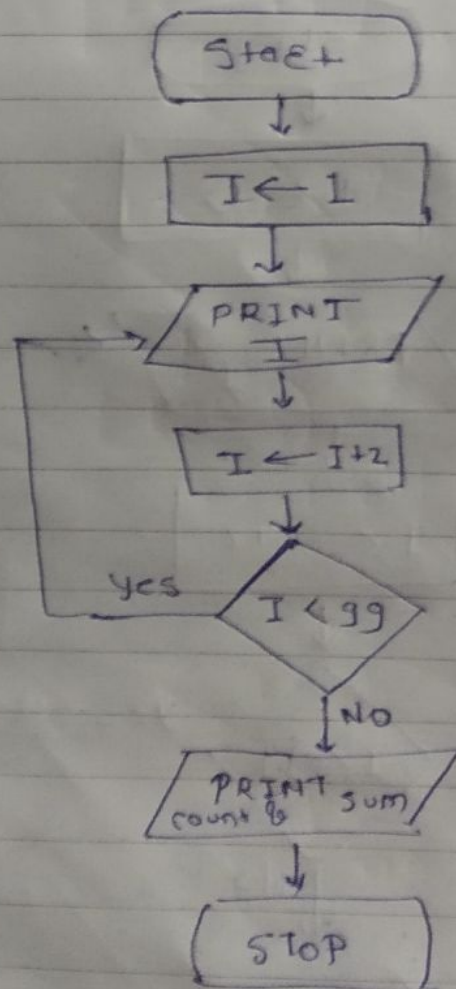 Start
I ← 1
PRINT
I
I ← I+2
yes
I < 99
NO
PRINT
count & sum
STOP